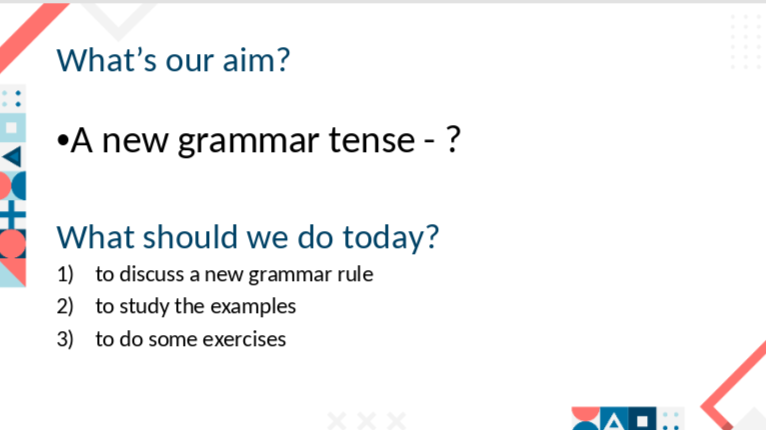 What’s our aim?
•A new grammar tense - ?
What should we do today?
1) to discuss a new grammar rule
2) to study the examples
3) to do some exercises